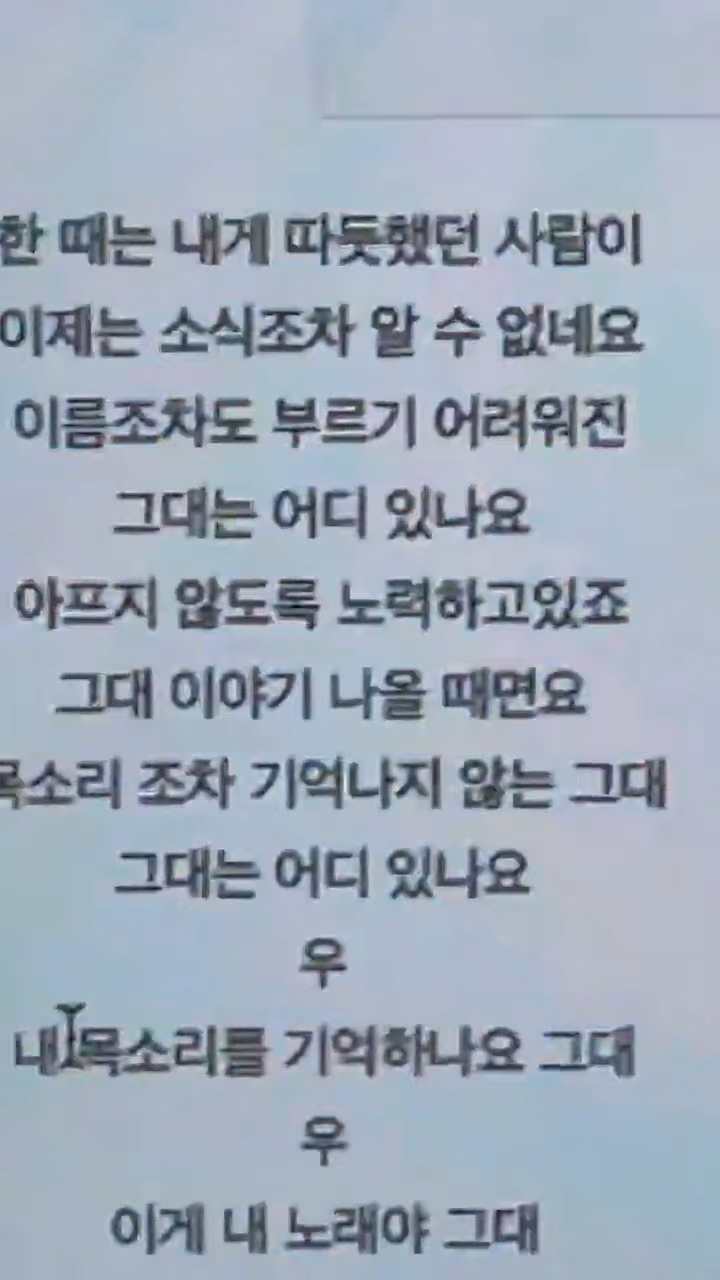 한 때는 내게 따듯했던 사람이
이제는 소식조차 알 수 없네요
이름조차도 부르기 어려워진
그대는 어디 있나요
아프지 않도록 노력하고있죠
그대 이야기 나올 때면요
목소리 조차 기억나지 않는 그대
그대는 어디 있나요
우
내 목소리를 기억하나요 그대
우
이게 내 노래야 그대